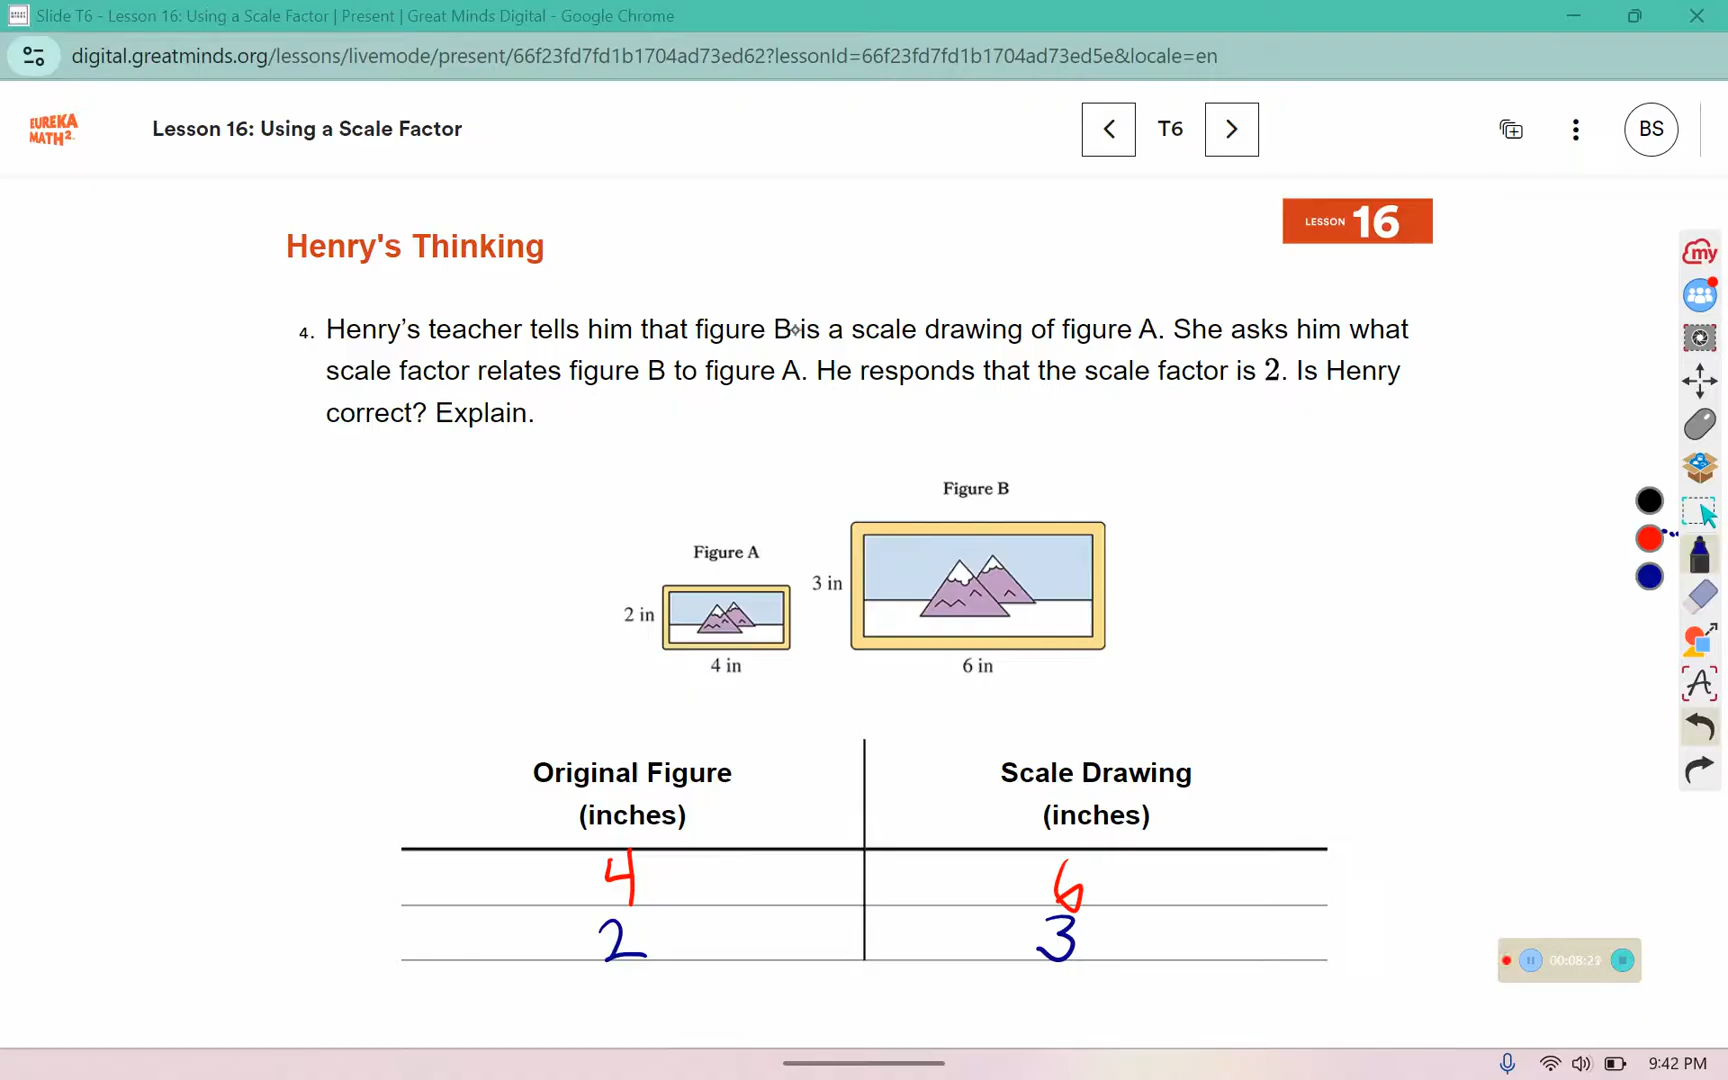 Slide T6 - Lesson 16: Using a Scale Factor | Present | Great Minds Digital - Google Chrome
digital.greatminds.org/lessons/livemode/present/66f23fd7fd1b1704ad73ed62?lessonId=66f23fd7fd1b1704ad73ed5e&locale=en
EUREKA
MATH2
Lesson 16: Using a Scale Factor
T6
BS
LESSON 16
Henry's Thinking
4. Henry’s teacher tells him that figure B is a scale drawing of figure A. She asks him what
scale factor relates figure B to figure A. He responds that the scale factor is 2. Is Henry
correct? Explain.
Figure B
Figure A
3 in
2 in
4 in
6 in
Original Figure
(inches)
Scale Drawing
(inches)
4
6
2
3
my
A
9:42 PM